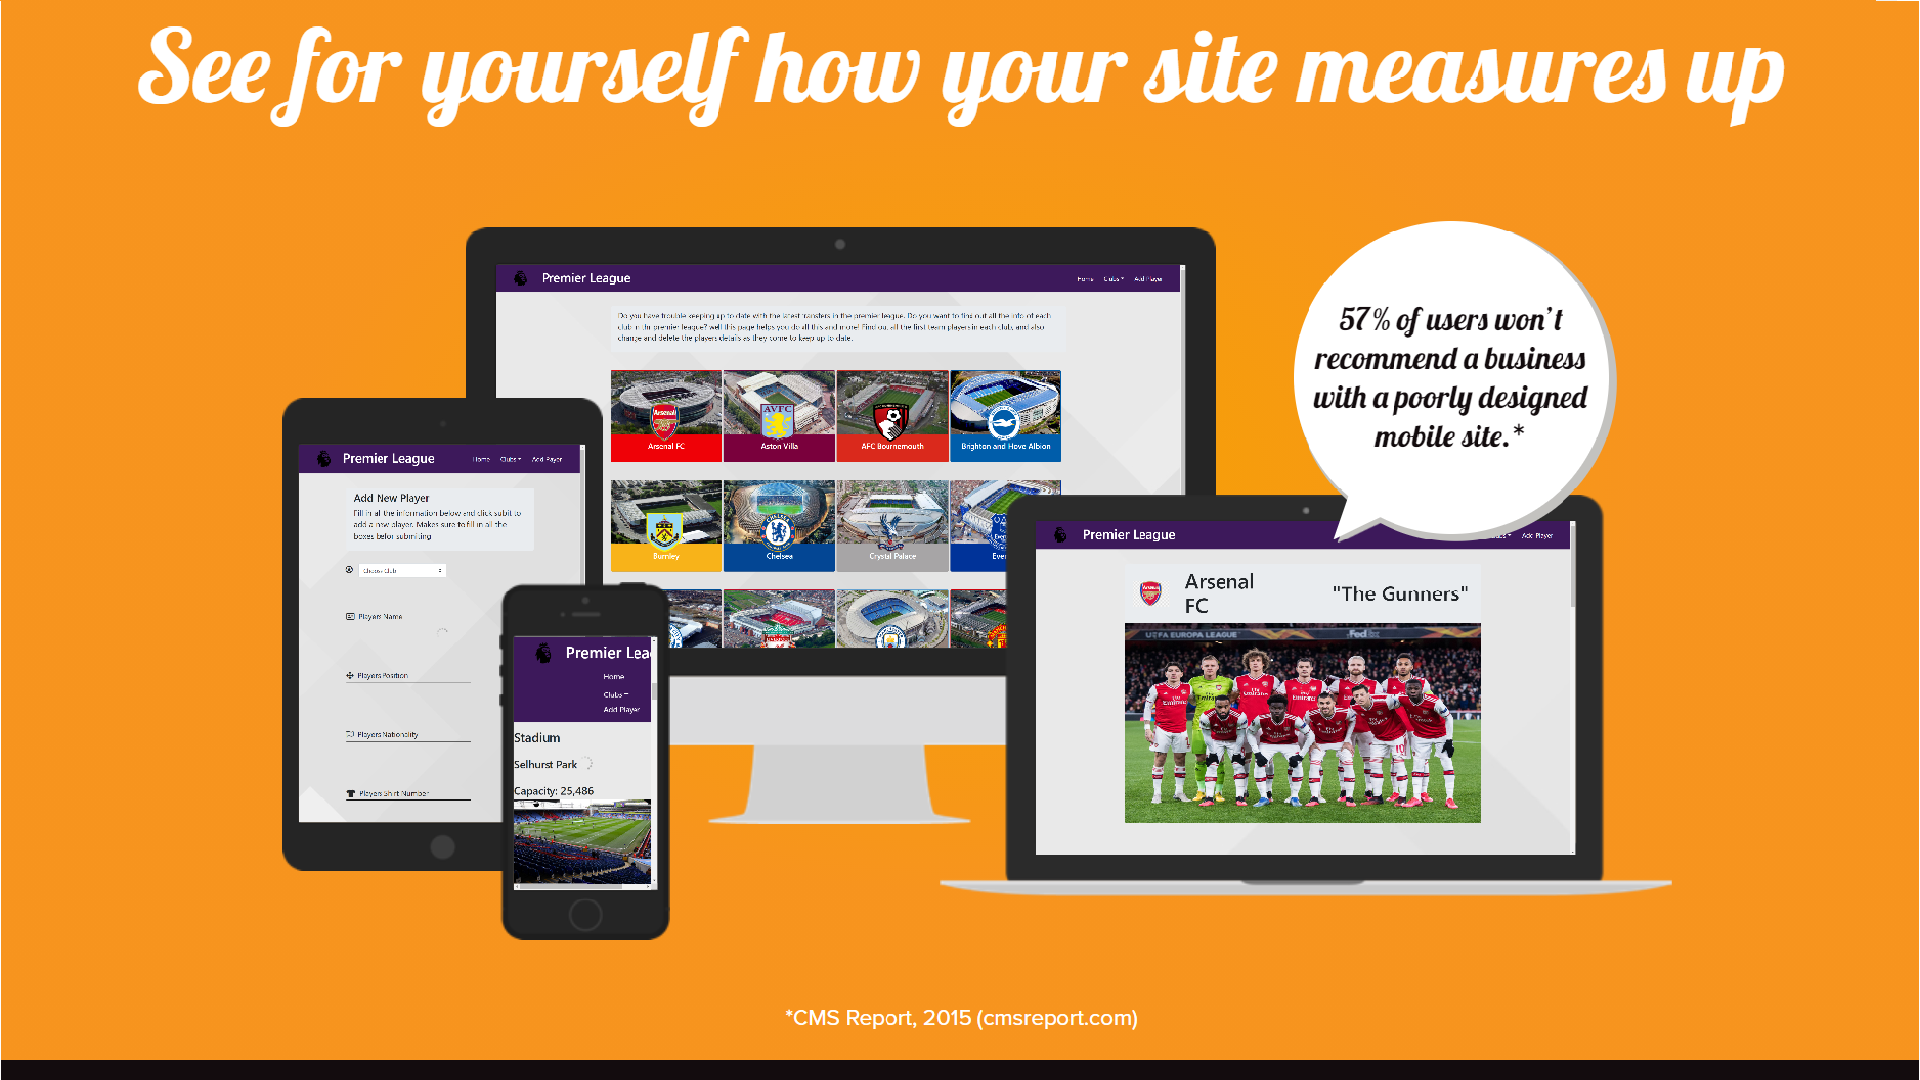 See for yourself how your site measures up
57% of users won't
recommend a business
with a poorly designed
mobile site.*
Premier League
Home Clubs Add Player
Do you have trouble keeping up to date with the latest transfers in the premier league. Do you want to find out all the info of each
club in thr premier league? well this page helps you do all this and more! Find out all the first team players in each club, and also
change and delete the players details as they come to keep up to date.
Arsenal FC
Aston Villa
AFC Bournemouth
Brighton and Hove Albion
Burnley
Chelsea
Crystal Palace
Ever
Premier League
Home Clubs Add Player
Add New Player
Fill in all the information below and click subit to
add a new player. Makes sure to fill in all the
boxes befor submiting
Choose Club
Players Name
Players Position
Players Nationality
Players Shirt Number
Premier Lea
Home
Clubs
Add Player
Stadium
Selhurst Park
Capacity: 25,486
Premier League
Add Player
Arsenal
FC
"The Gunners"
UEFA EUROPA LEAGUE
FedEx
*CMS Report, 2015 (cmsreport.com)